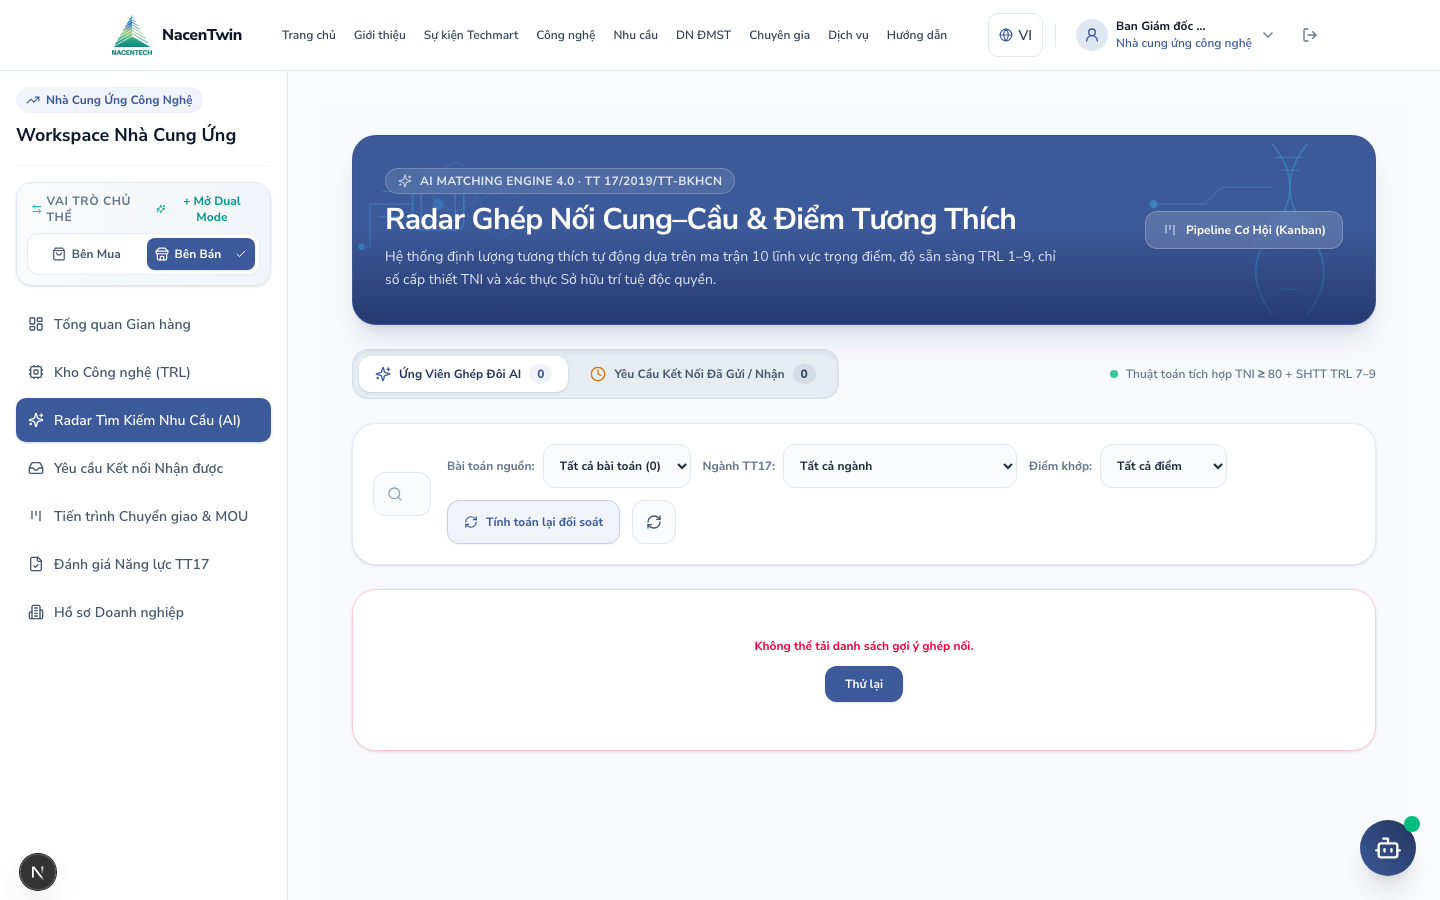 NACENTECH
NacenTwin
Trang chủ
Giới thiệu
Sự kiện Techmart
Công nghệ
Nhu cầu
DN ĐMST
Chuyên gia
Dịch vụ
Hướng dẫn
VI
Ban Giám đốc ...
Nhà cung ứng công nghệ
Nhà Cung Ứng Công Nghệ
Workspace Nhà Cung Ứng
VAI TRÒ CHỦ
THỂ
+ Mở Dual
Mode
Bên Mua
Bên Bán
Tổng quan Gian hàng
Kho Công nghệ (TRL)
Radar Tìm Kiếm Nhu Cầu (AI)
Yêu cầu Kết nối Nhận được
Tiến trình Chuyển giao & MOU
Đánh giá Năng lực TT17
Hồ sơ Doanh nghiệp
AI MATCHING ENGINE 4.0 · TT 17/2019/TT-BKHCN
Radar Ghép Nối Cung–Cầu & Điểm Tương Thích
Hệ thống định lượng tương thích tự động dựa trên ma trận 10 lĩnh vực trọng điểm, độ sẵn sàng TRL 1–9, chỉ
số cấp thiết TNI và xác thực Sở hữu trí tuệ độc quyền.
Pipeline Cơ Hội (Kanban)
Ứng Viên Ghép Đôi AI 0
Yêu Cầu Kết Nối Đã Gửi / Nhận 0
Thuật toán tích hợp TNI ≥ 80 + SHTT TRL 7–9
Bài toán nguồn: Tất cả bài toán (0)
Ngành TT17: Tất cả ngành
Điểm khớp: Tất cả điểm
Tính toán lại đối soát
Không thể tải danh sách gợi ý ghép nối.
Thử lại
N